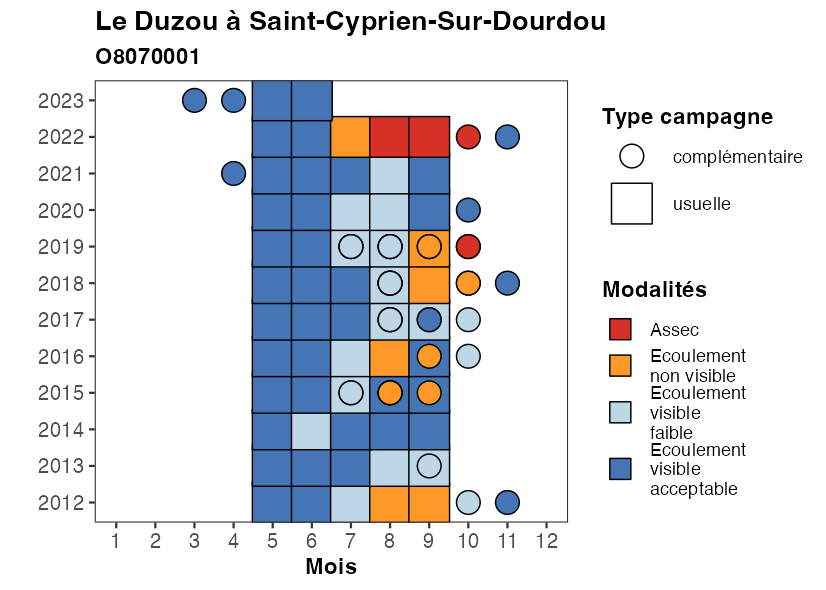 Le Duzou à Saint-Cyprien-Sur-Dourdou
O8070001
2023
2022
2021
2020
2019
2018
2017
2016
2015
2014
2013
2012
1 2 3 4 5 6 7 8 9 10 11 12
Mois
Type campagne
complémentaire
usuelle
Modalités
Assec
Ecoulement
non visible
Ecoulement
visible
faible
Ecoulement
visible
acceptable